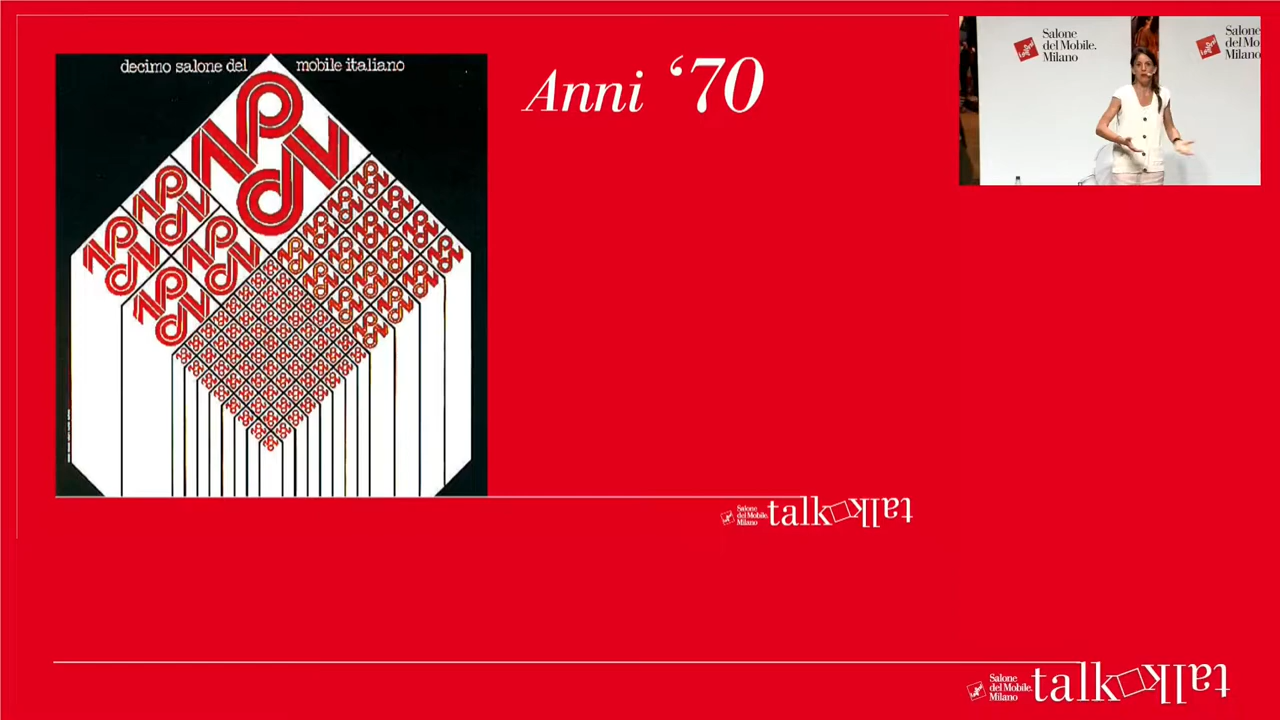 decimo salone del mobile italiano
Anni ‘70
Salone
del Mobile.
Milano
Salone
del Mo
Milano
Salone
del Mobile.
Milano
talk talk
Salone
del Mobile.
Milano
talk talk